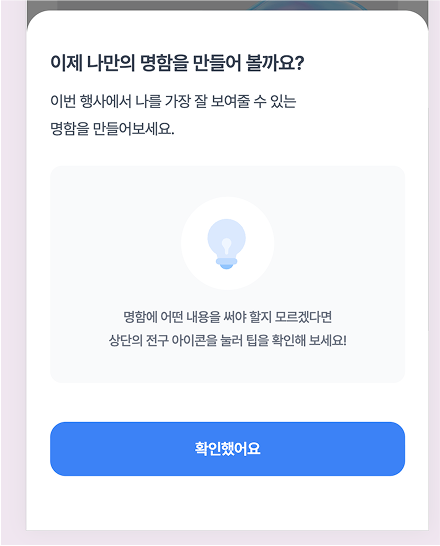 이제 나만의 명함을 만들어 볼까요?
이번 행사에서 나를 가장 잘 보여줄 수 있는
명함을 만들어보세요.
명함에 어떤 내용을 써야 할지 모르겠다면
상단의 전구 아이콘을 눌러 팁을 확인해 보세요!
확인했어요